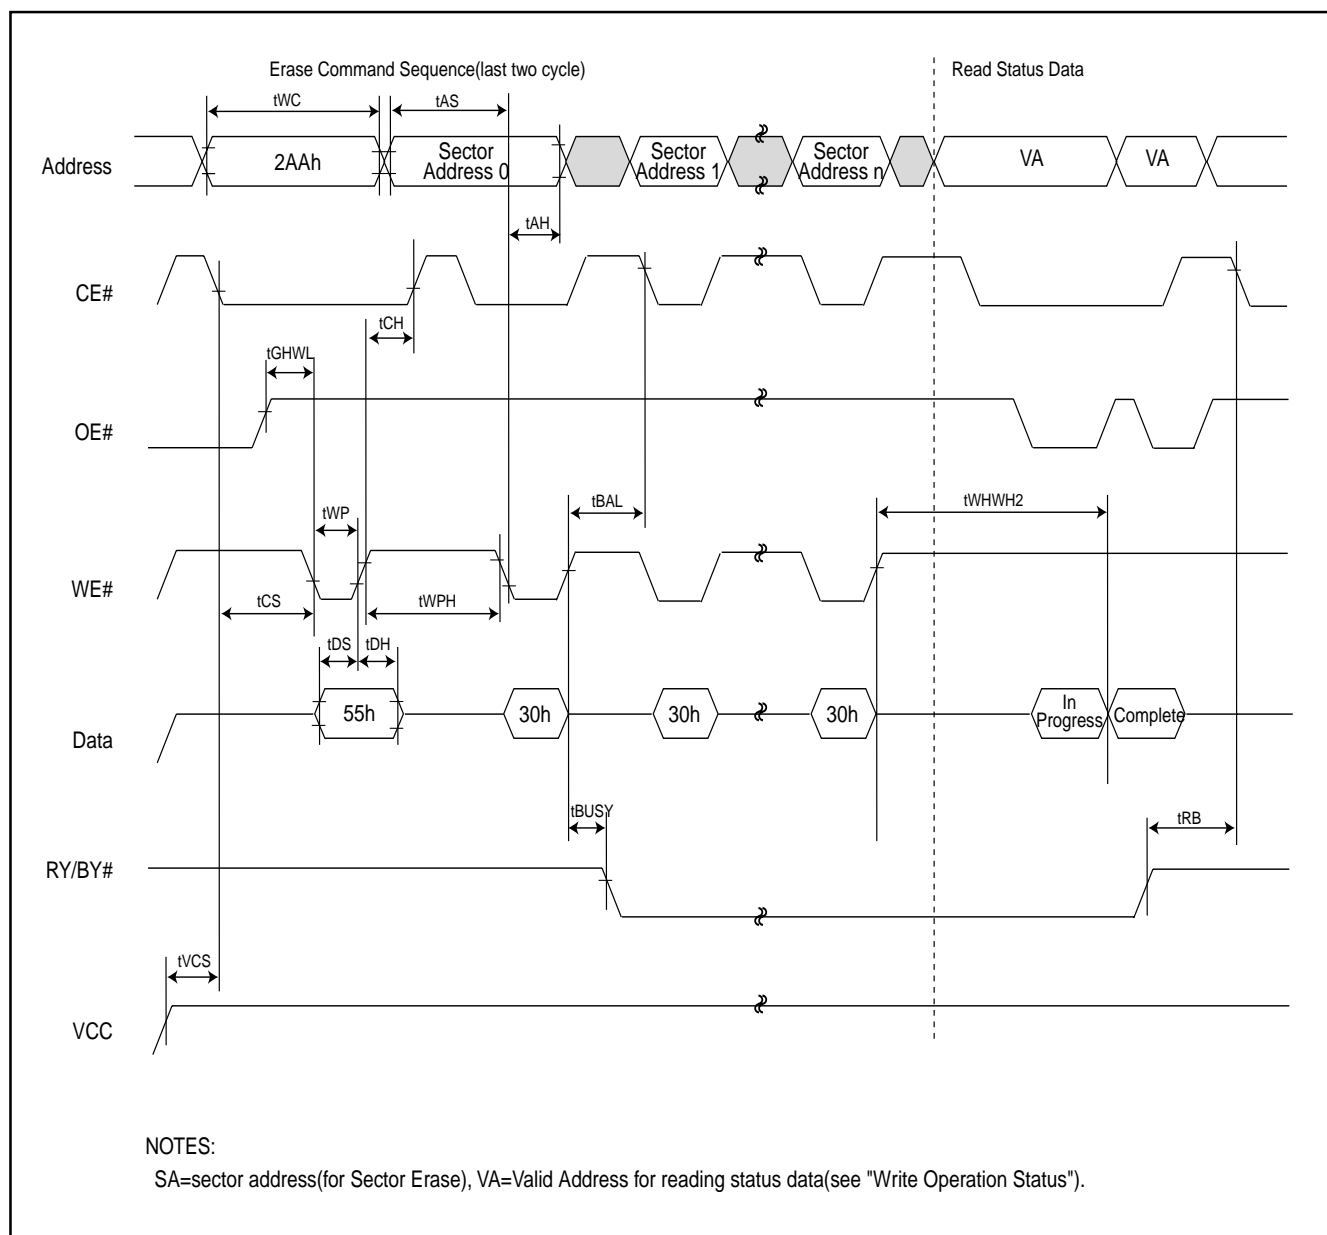 Erase Command Sequence(last two cycle)
Read Status Data
tWC
tAS
Address
2AAh
Sector
Address 0
Sector
Address 1
Sector
Address n
VA
VA
tAH
CE#
tCH
tGHWL
OE#
tBAL
tWHWH2
tWP
WE#
tCS
tWPH
tDS
tDH
Data
55h
30h
30h
30h
In
Progress
Complete
tBUSY
tRB
RY/BY#
tVCS
VCC
NOTES:
SA=sector address(for Sector Erase), VA=Valid Address for reading status data(see "Write Operation Status").